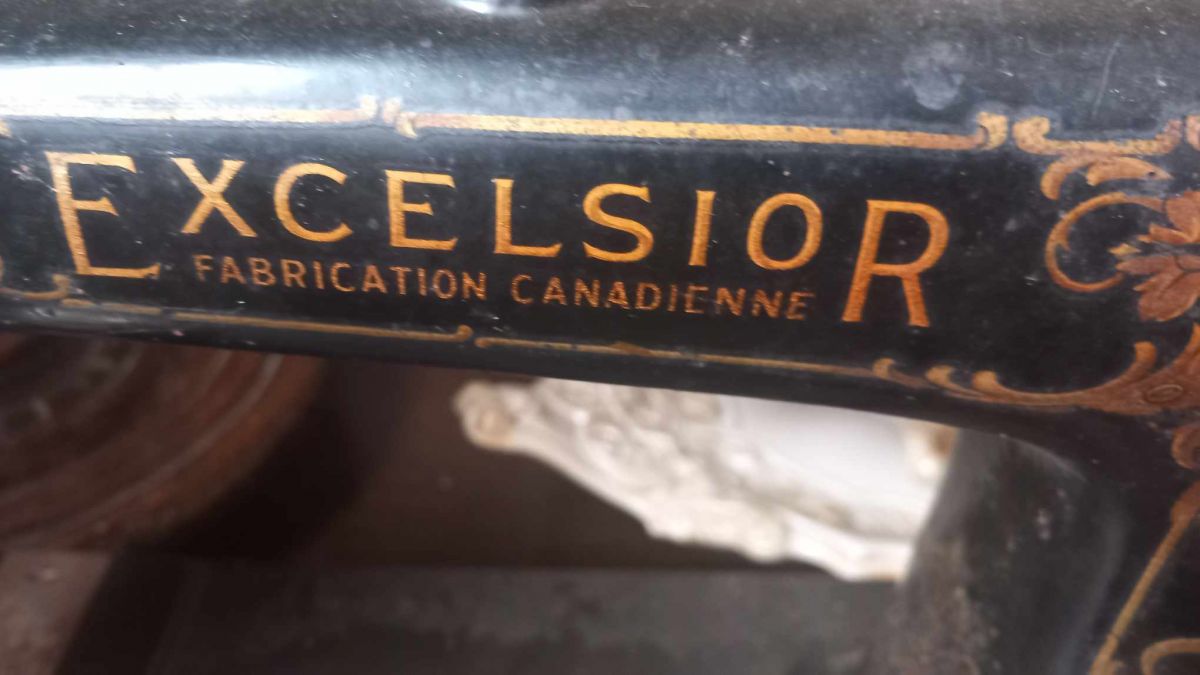 EXCELSIOR
FABRICATION CANADIENNE